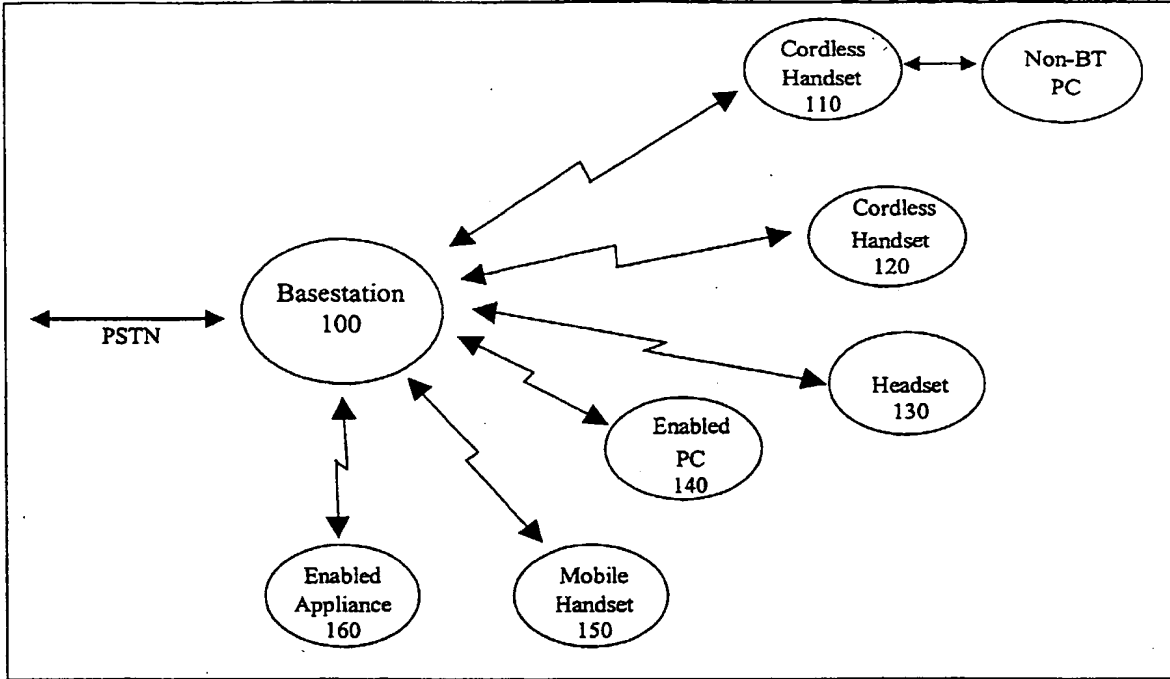 Cordless
Handset
110
Non-BT
PC
Cordless
Handset
120
Basestation
100
PSTN
Headset
130
Enabled
PC
140
Enabled
Appliance
160
Mobile
Handset
150